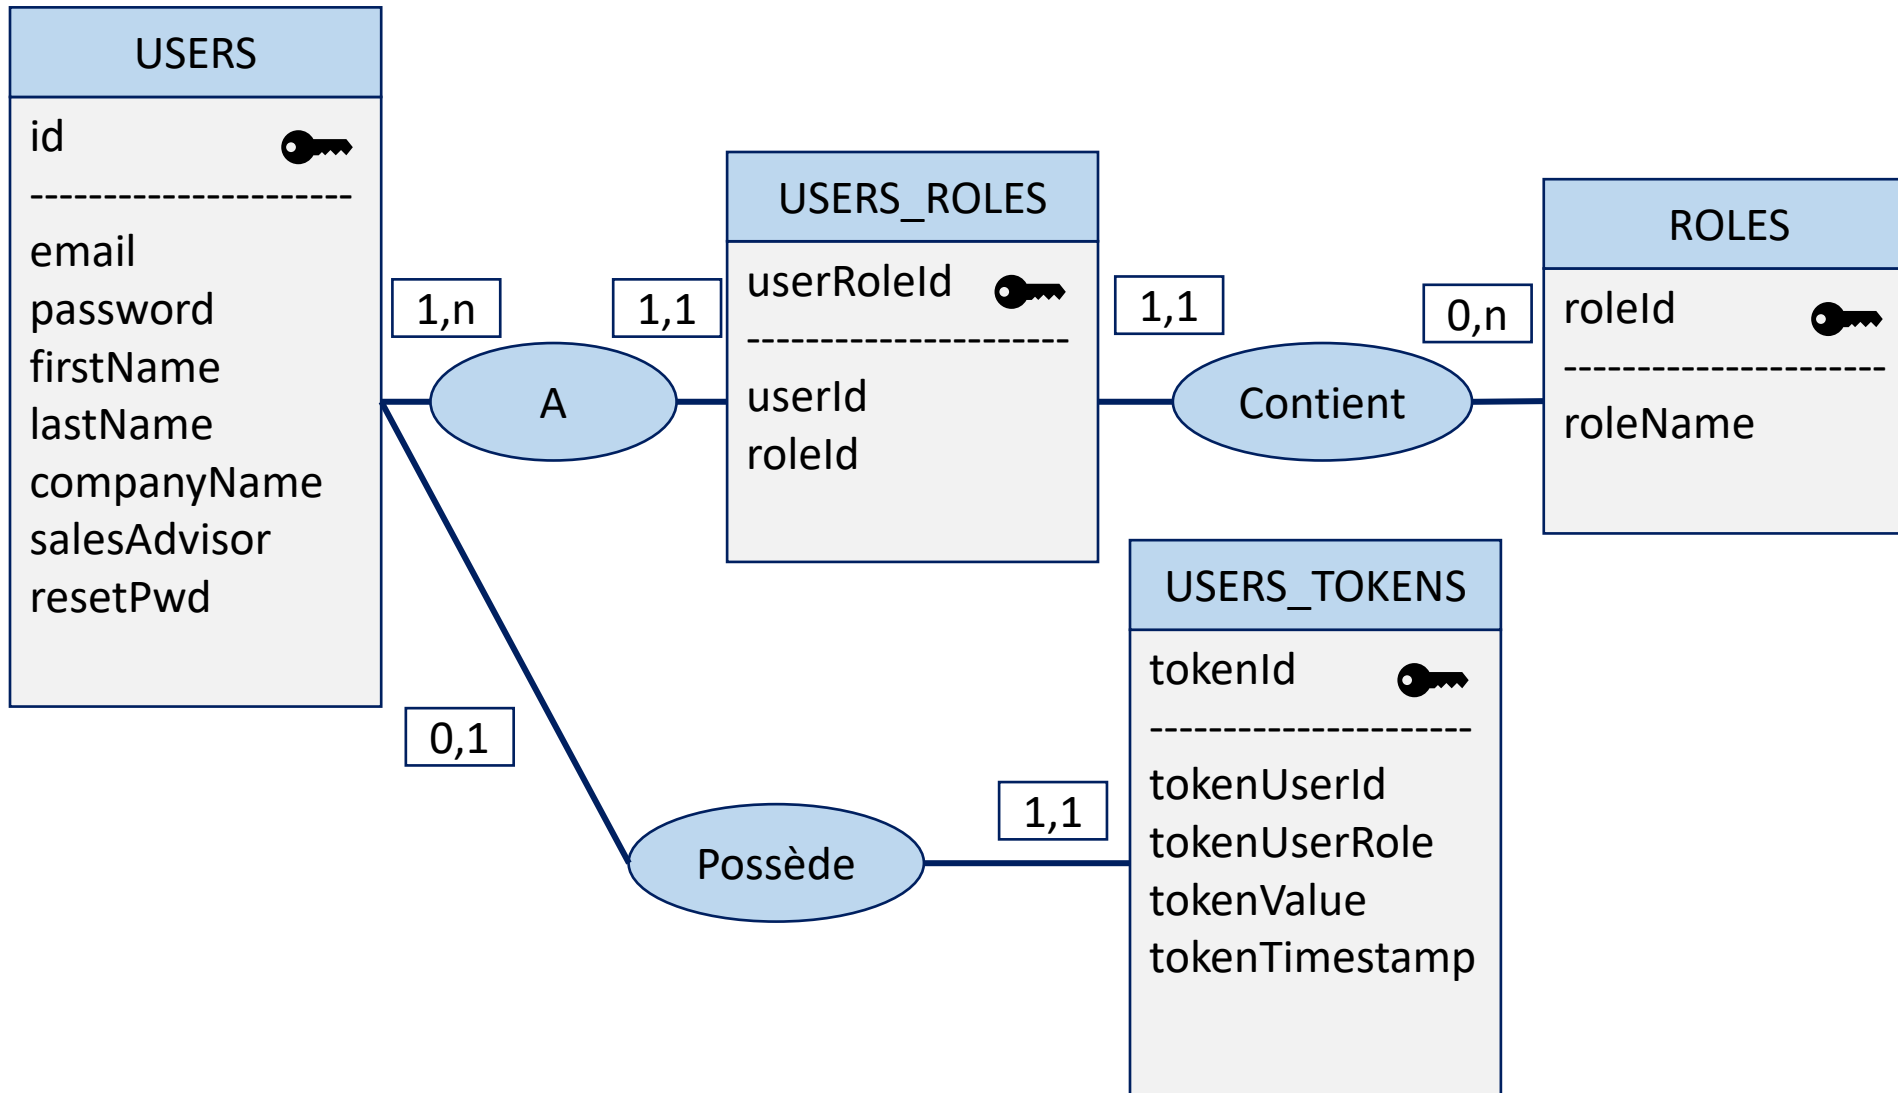 USERS
id
----------------------
email
password
firstName
lastName
companyName
salesAdvisor
resetPwd
1,n
A
1,1
USERS_ROLES
userRoleId
----------------------
userId
roleId
1,1
Contient
0,n
ROLES
roleId
----------------------
roleName
0,1
Possède
1,1
USERS_TOKENS
tokenId
----------------------
tokenUserId
tokenUserRole
tokenValue
tokenTimestamp